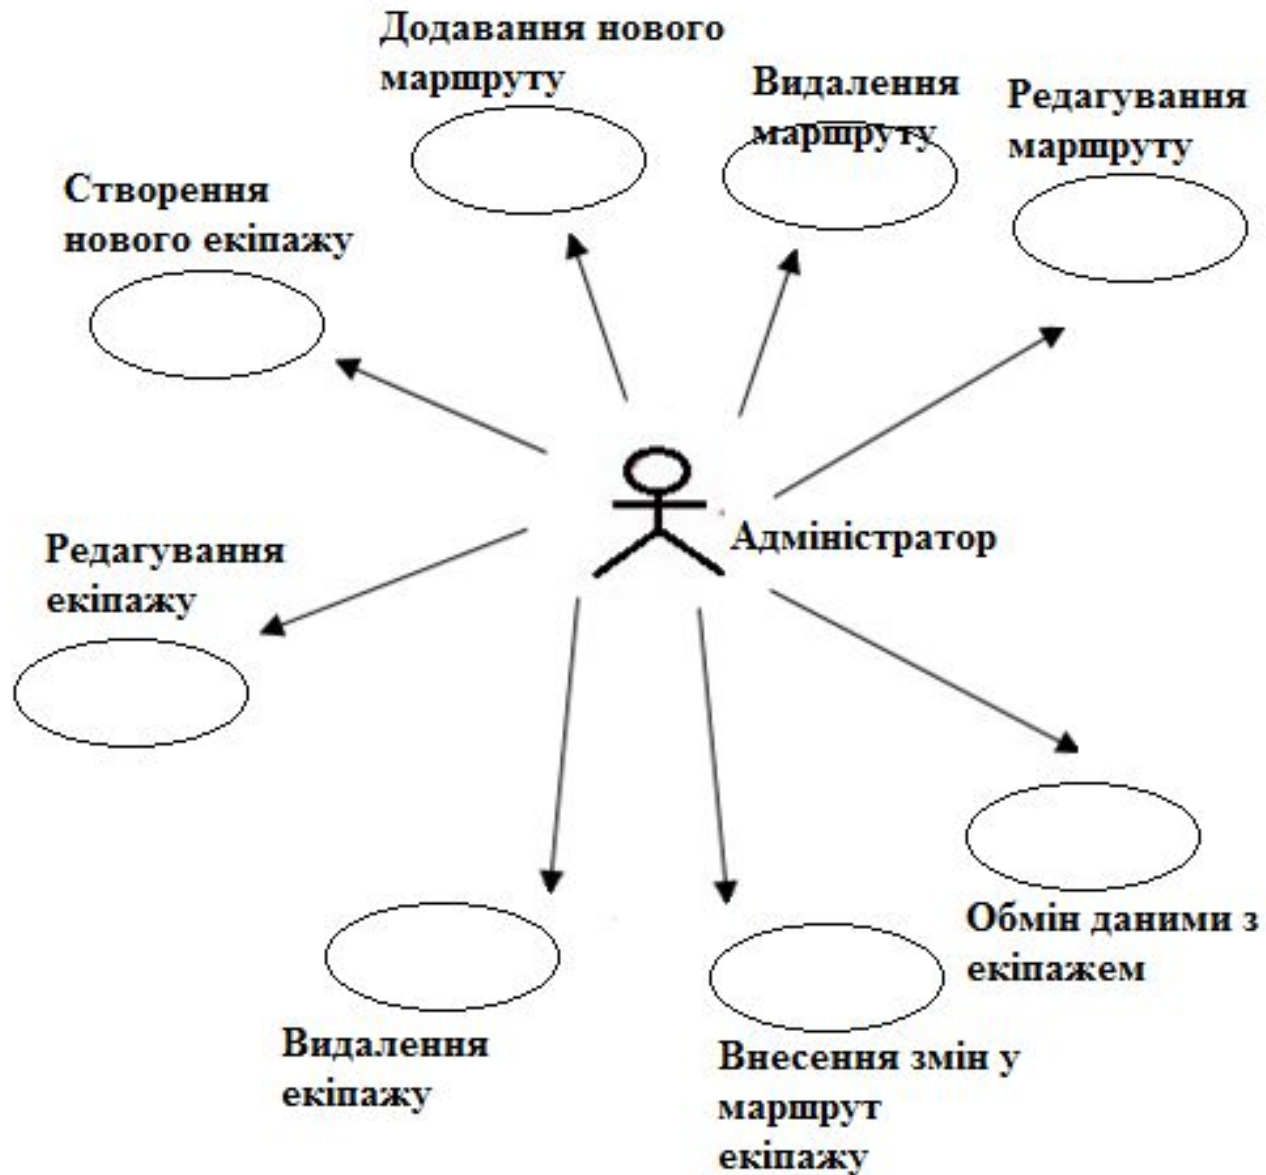 Додавання нового
маршруту
Видалення
маршруту
Редагування
маршруту
Створення
нового екіпажу
Адміністратор
Редагування
екіпажу
Обмін даними з
екіпажем
Видалення
екіпажу
Внесення змін у
маршрут
екіпажу